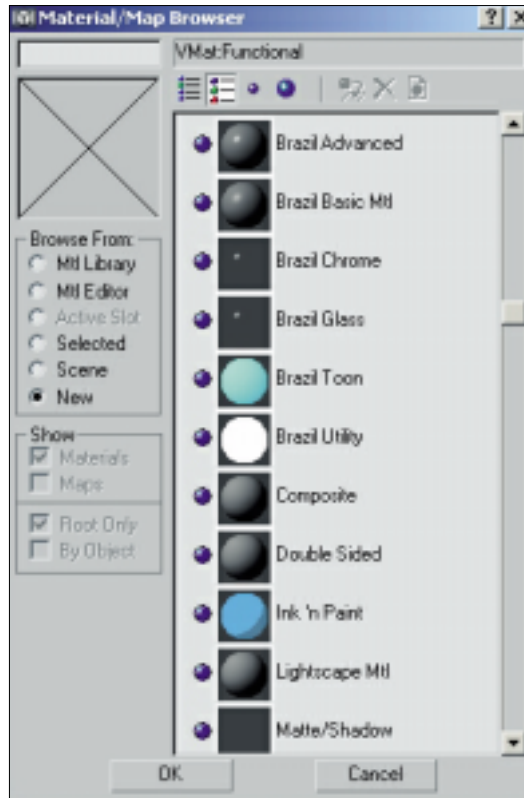 Material/Map Browser
VMat:Functional
Brazil Advanced
Brazil Basic Mtl
Browse From:
Mtl Library
Mtl Editor
Active Slot
Selected
Scene
New
Brazil Chrome
Brazil Glass
Brazil Toon
Brazil Utility
Show
Materials
Maps
Root Only
By Object
Composite
Double Sided
Ink 'n Paint
Lightscape Mtl
Matte/Shadow
OK
Cancel